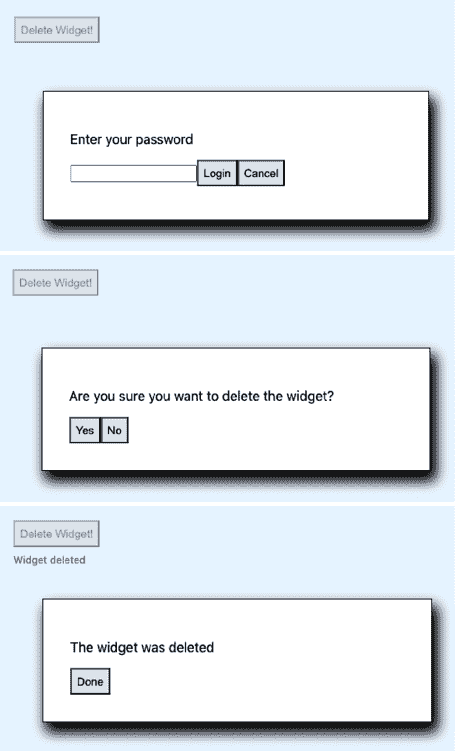 Delete Widget!
Enter your password
Login Cancel
Delete Widget!
Are you sure you want to delete the widget?
Yes No
Delete Widget!
Widget deleted
The widget was deleted
Done